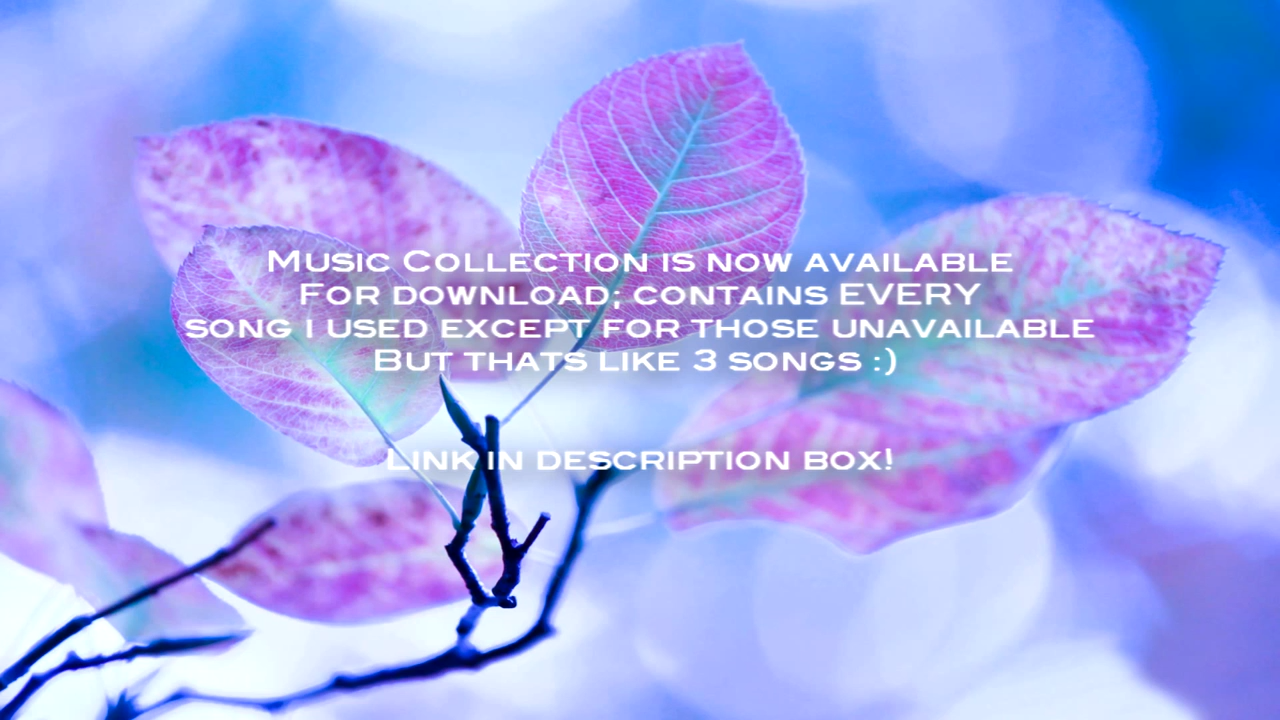 Music Collection is now available
For download; contains EVERY
song i used except for those unavailable
But thats like 3 songs :)
Link in description box!